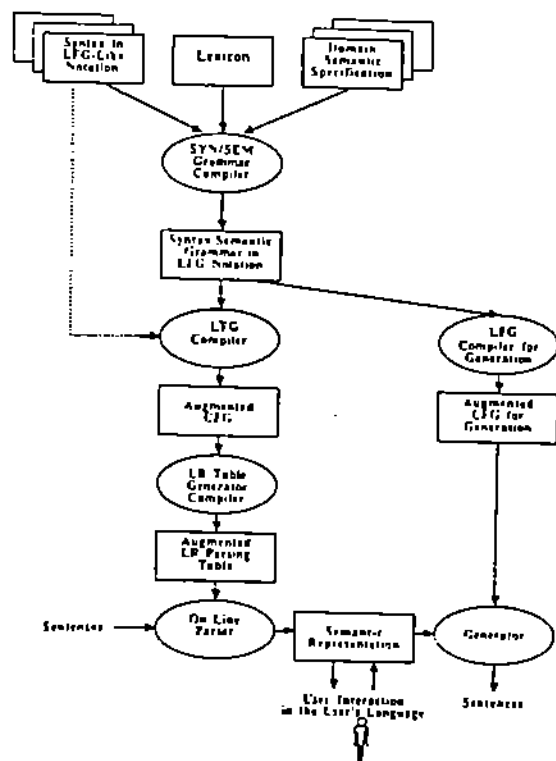 Syntax in
LFG-Like
Notation
Lexicon
Domain
Semantic
Specification
SYN/SEM
Grammar
Compiler
Syntax Semantic
Grammar in
LFG Notation
LFG
Compiler
LFG
Compiler for
Generation
Augmented
CFG
Augmented
CFG for
Generation
LR Table
Generator
Compiler
Augmented
LR Parsing
Table
Sentences
On Line
Parser
Semantic
Representation
Generator
User Interaction
in the User's Language
Sentences